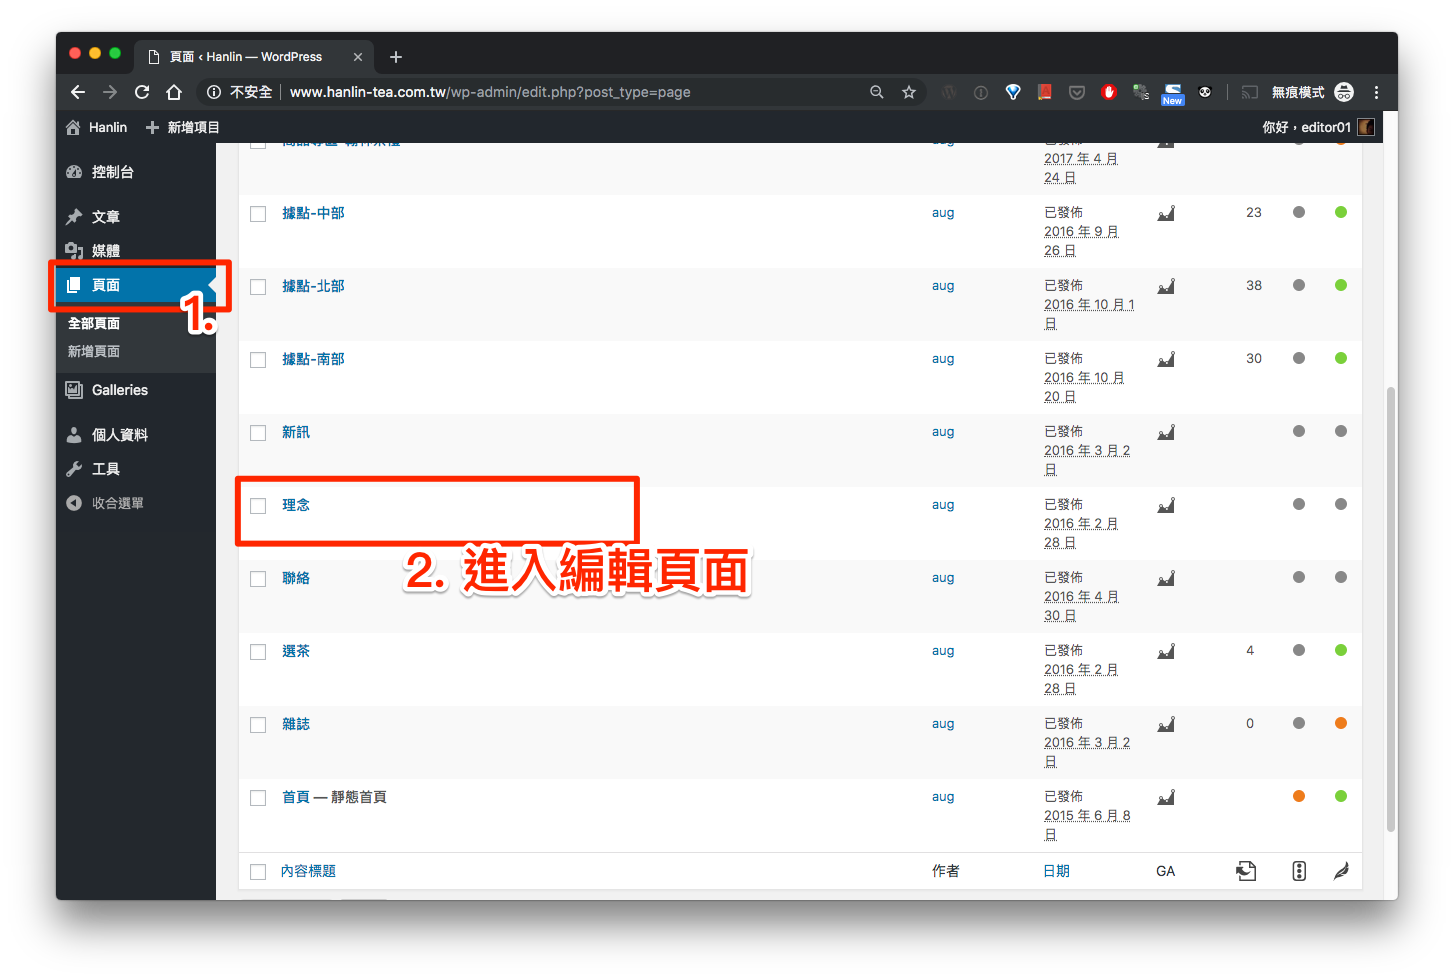 頁面 ‹ Hanlin — WordPress
不安全 | www.hanlin-tea.com.tw/wp-admin/edit.php?post_type=page
New
無痕模式
Hanlin
新增項目
你好，editor01
控制台
文章
媒體
頁面
1.
全部頁面
新增頁面
Galleries
個人資料
工具
收合選單
2017 年 4 月
24 日
據點-中部 aug 已發佈 23
2016 年 9 月
26 日
據點-北部 aug 已發佈 38
2016 年 10 月 1
日
據點-南部 aug 已發佈 30
2016 年 10 月
20 日
新訊 aug 已發佈
2016 年 3 月 2
日
理念 aug 已發佈
2016 年 2 月
28 日
2. 進入編輯頁面
聯絡 aug 已發佈
2016 年 4 月
30 日
選茶 aug 已發佈 4
2016 年 2 月
28 日
雜誌 aug 已發佈 0
2016 年 3 月 2
日
首頁 — 靜態首頁 aug 已發佈
2015 年 6 月 8
日
內容標題 作者 日期 GA